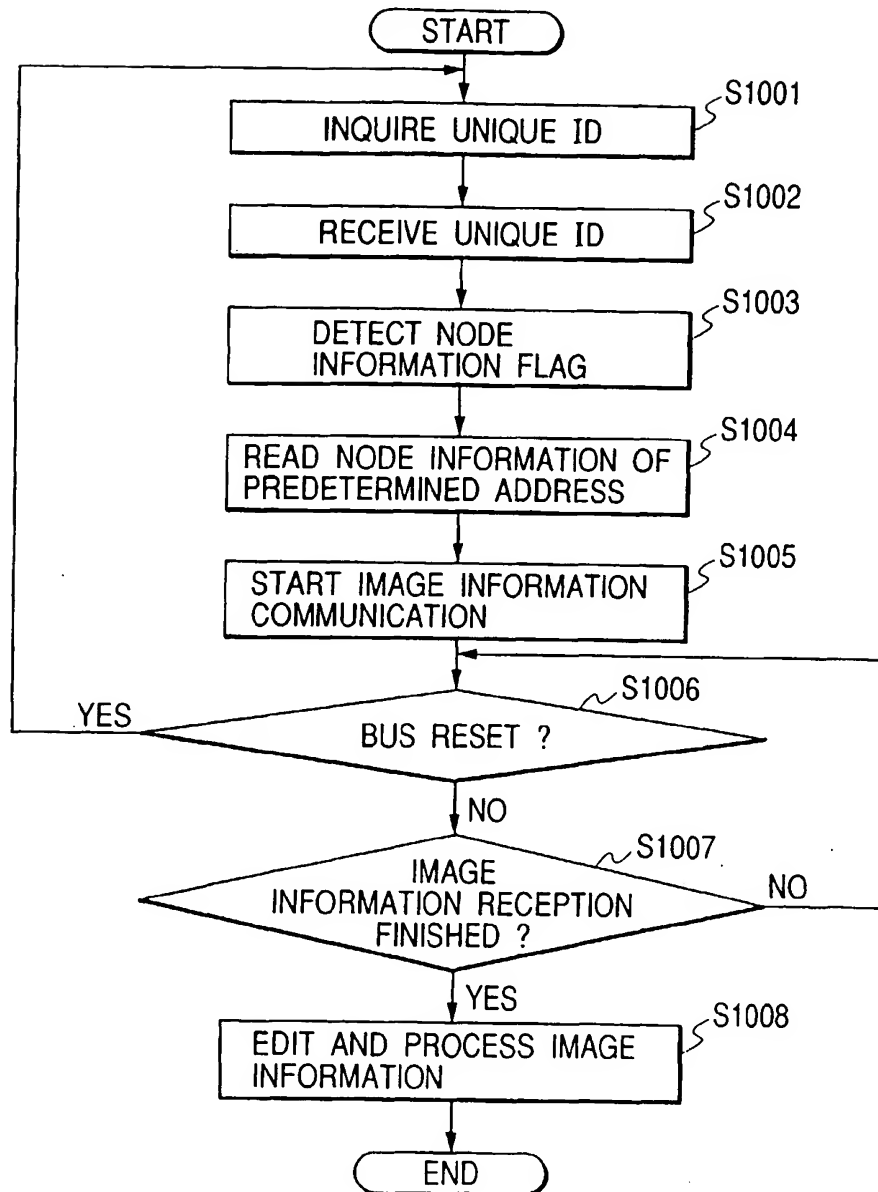 START
S1001
INQUIRE UNIQUE ID
S1002
RECEIVE UNIQUE ID
S1003
DETECT NODE
INFORMATION FLAG
S1004
READ NODE INFORMATION OF
PREDETERMINED ADDRESS
S1005
START IMAGE INFORMATION
COMMUNICATION
S1006
YES
BUS RESET ?
NO
S1007
IMAGE
INFORMATION RECEPTION
FINISHED ?
NO
YES
S1008
EDIT AND PROCESS IMAGE
INFORMATION
END